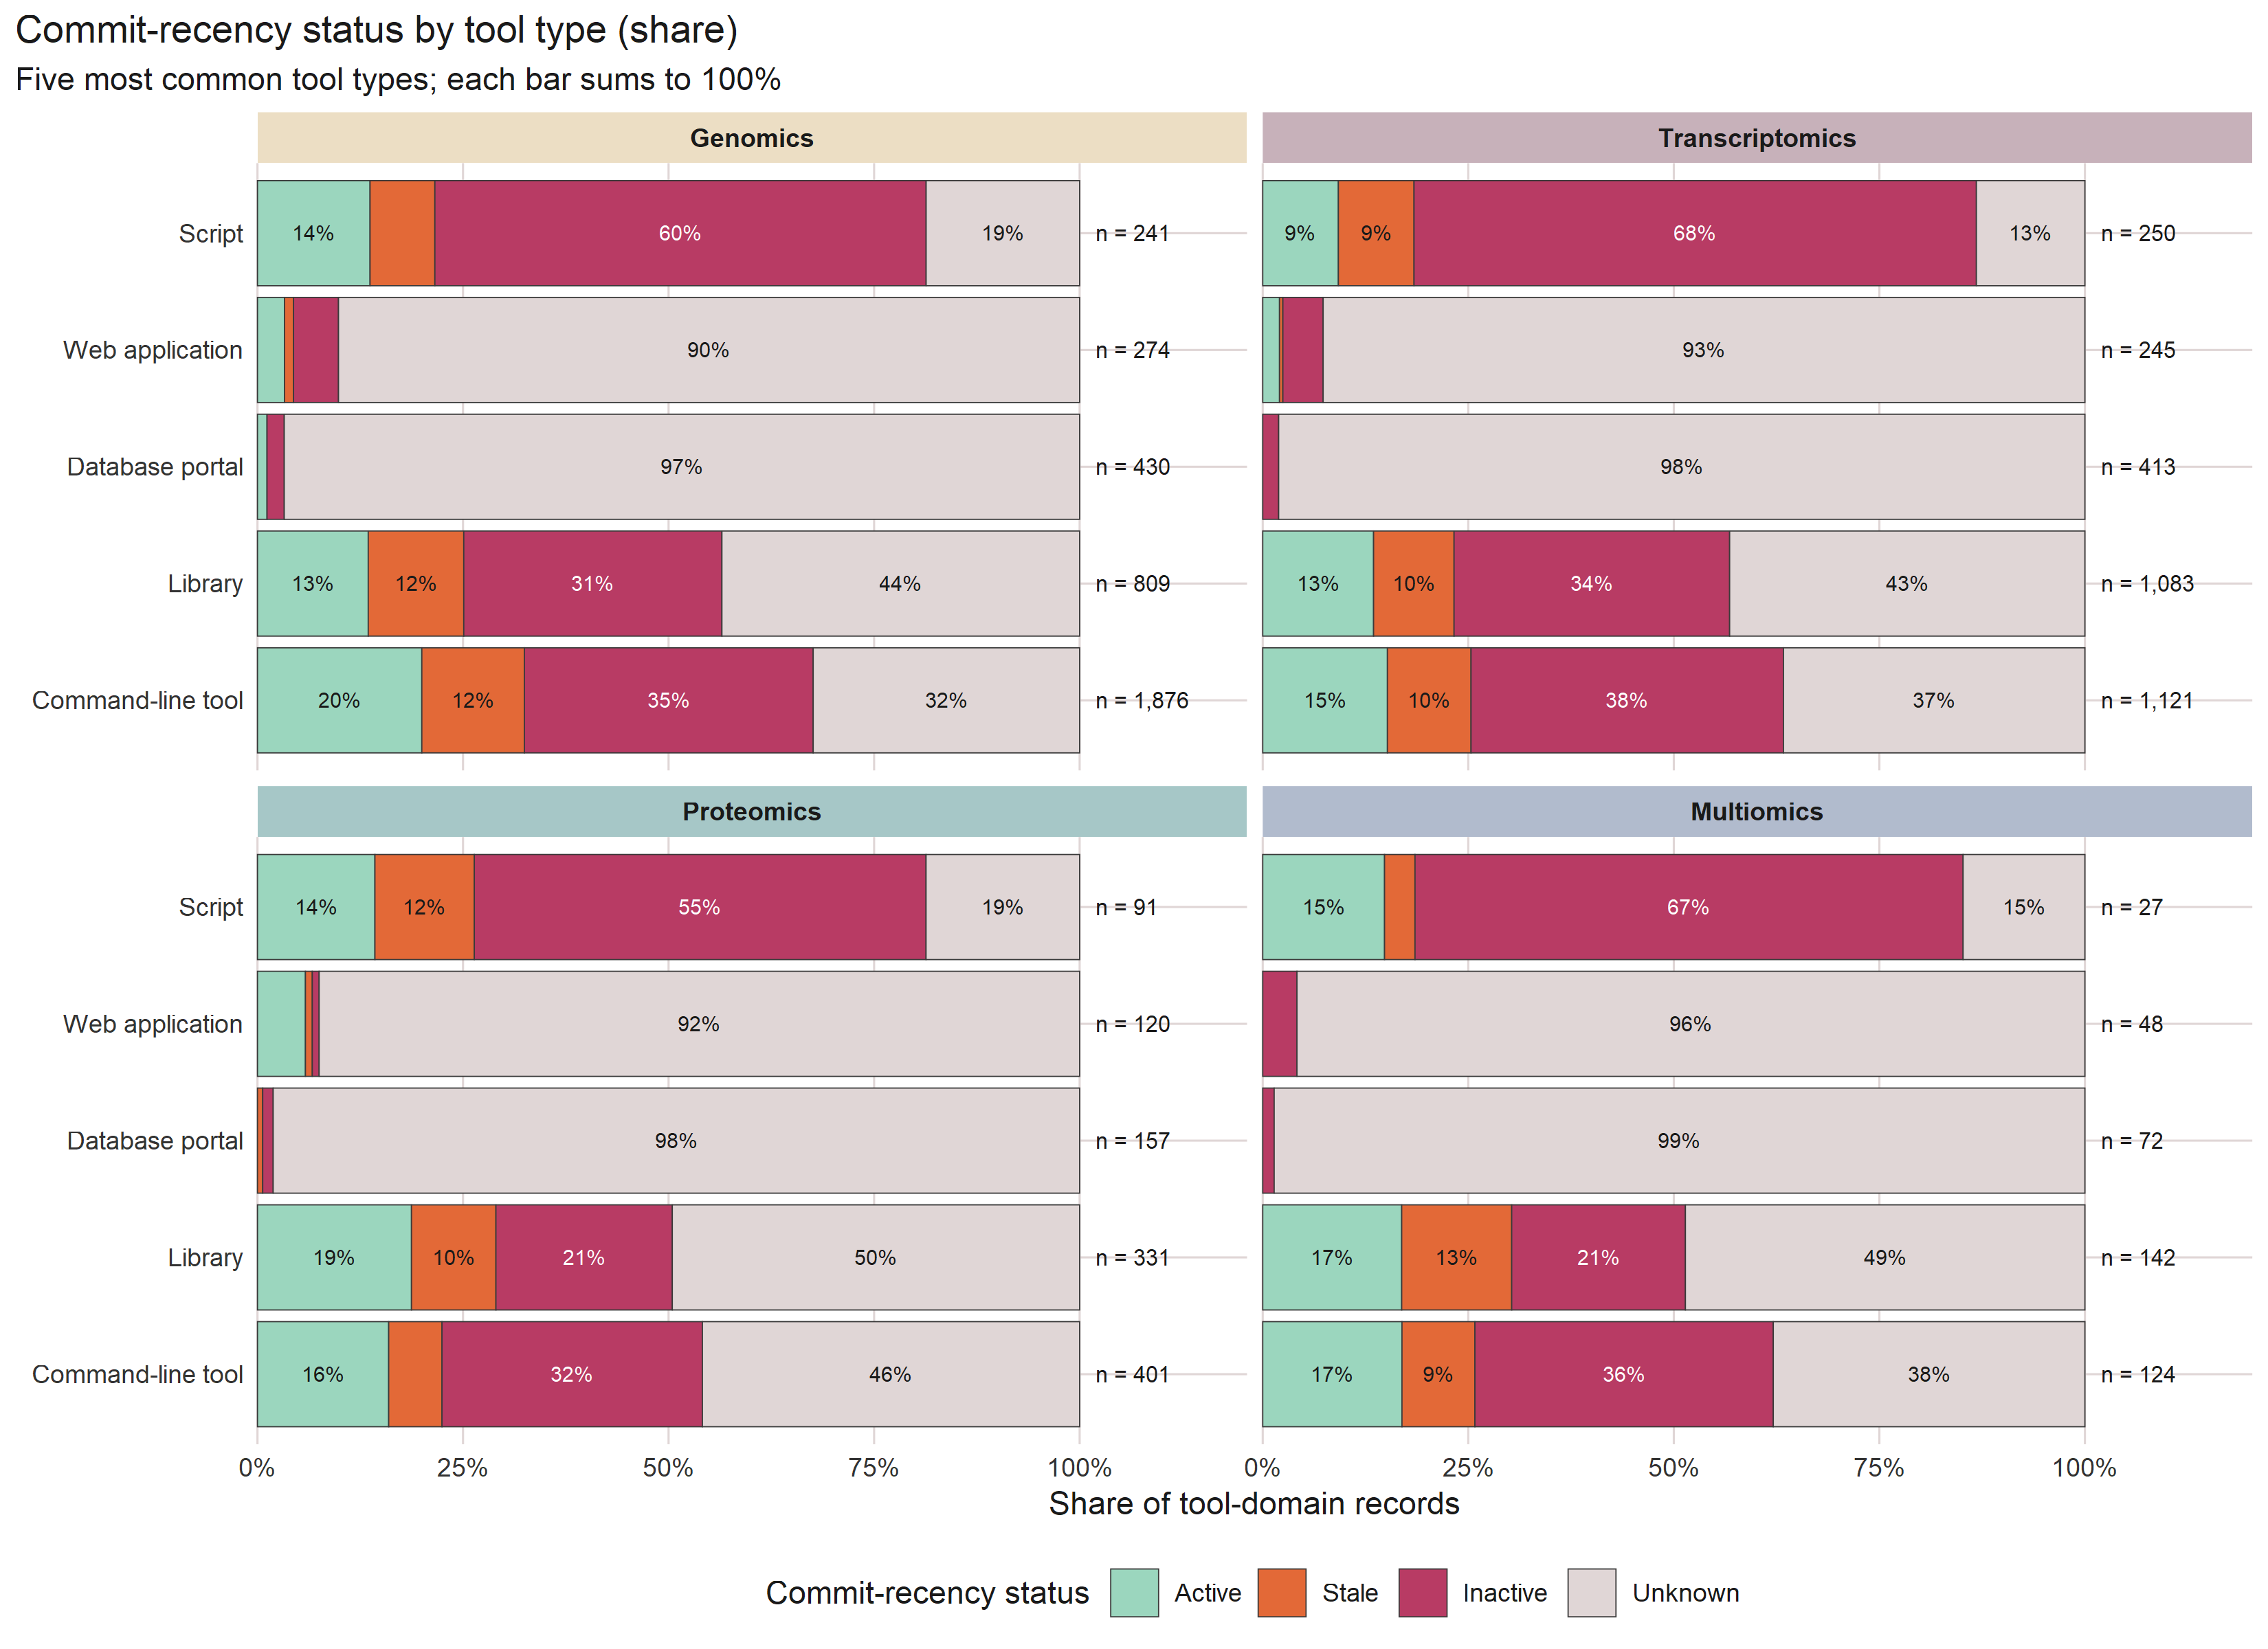 Commit-recency status by tool type (share)
Five most common tool types; each bar sums to 100%
Genomics
Script 14% 60% 19% n = 241
Web application 90% n = 274
Database portal 97% n = 430
Library 13% 12% 31% 44% n = 809
Command-line tool 20% 12% 35% 32% n = 1,876
Transcriptomics
9% 9% 68% 13% n = 250
93% n = 245
98% n = 413
13% 10% 34% 43% n = 1,083
15% 10% 38% 37% n = 1,121
Proteomics
Script 14% 12% 55% 19% n = 91
Web application 92% n = 120
Database portal 98% n = 157
Library 19% 10% 21% 50% n = 331
Command-line tool 16% 32% 46% n = 401
0% 25% 50% 75% 100%
Multiomics
15% 67% 15% n = 27
96% n = 48
99% n = 72
17% 13% 21% 49% n = 142
17% 9% 36% 38% n = 124
0% 25% 50% 75% 100%
Share of tool-domain records
Commit-recency status Active Stale Inactive Unknown